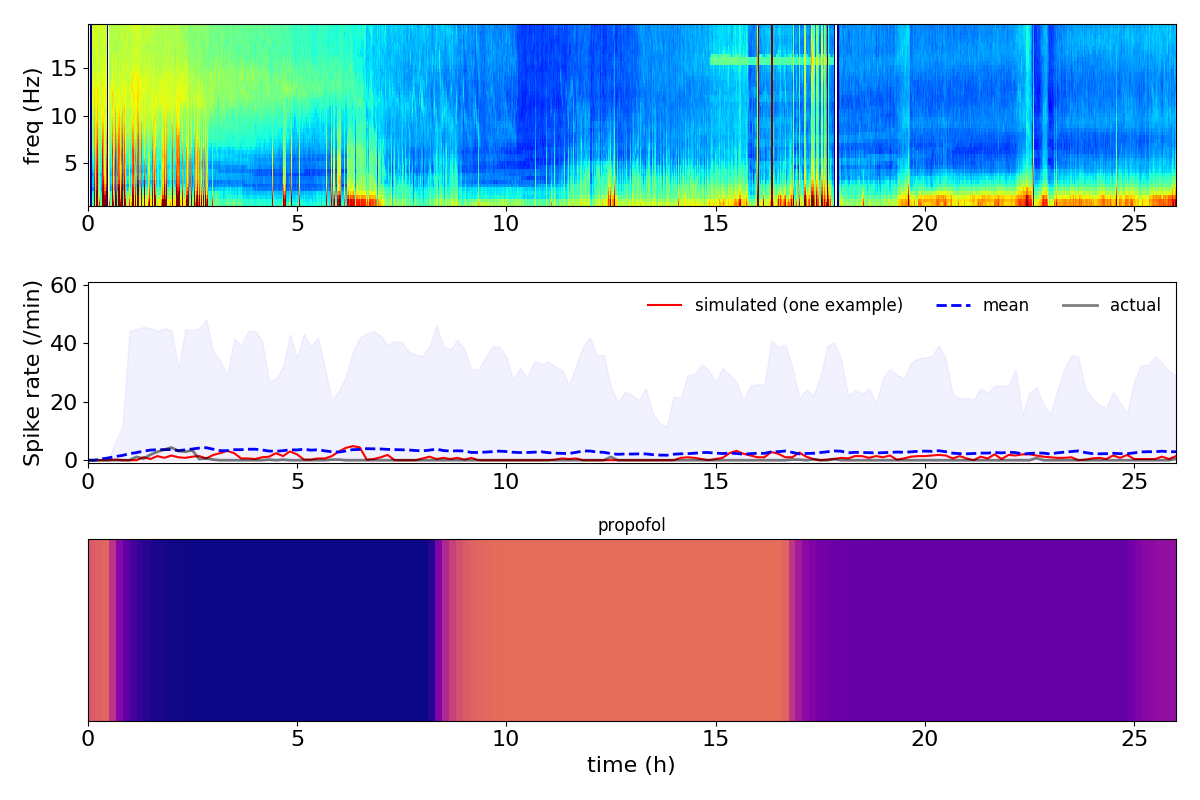 freq (Hz)
15
10
5
0 5 10 15 20 25
Spike rate (/min)
60
40
20
0
simulated (one example) mean actual
0 5 10 15 20 25
propofol
0 5 10 15 20 25
time (h)